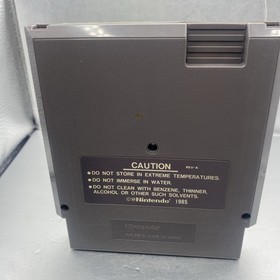 CAUTION REV-A
● DO NOT STORE IN EXTREME TEMPERATURES.
● DO NOT IMMERSE IN WATER.
● DO NOT CLEAN WITH BENZENE, THINNER,
ALCOHOL OR OTHER SUCH SOLVENTS.
©®Nintendo® 1985